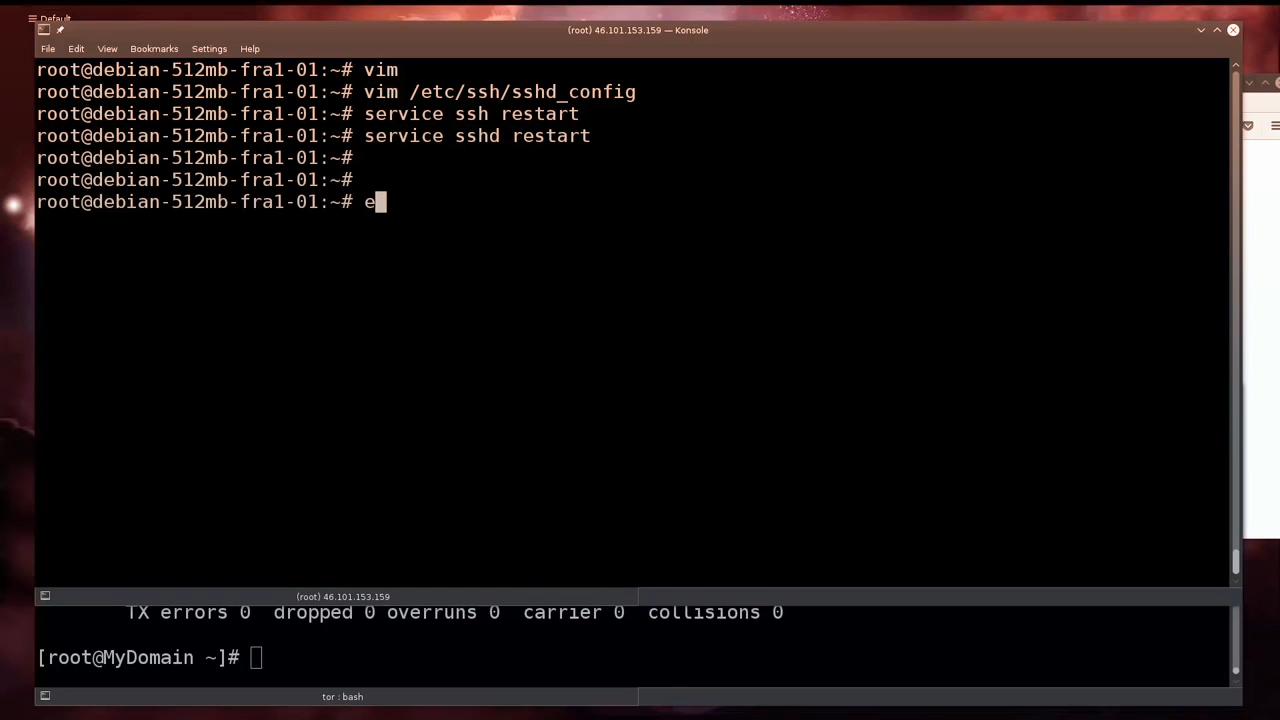 Default
(root) 46.101.153.159 — Konsole
File Edit View Bookmarks Settings Help
root@debian-512mb-fra1-01:~# vim
root@debian-512mb-fra1-01:~# vim /etc/ssh/sshd_config
root@debian-512mb-fra1-01:~# service ssh restart
root@debian-512mb-fra1-01:~# service sshd restart
root@debian-512mb-fra1-01:~#
root@debian-512mb-fra1-01:~#
root@debian-512mb-fra1-01:~# e
(root) 46.101.153.159
TX errors 0 dropped 0 overruns 0 carrier 0 collisions 0
[root@MyDomain ~]#
tor : bash